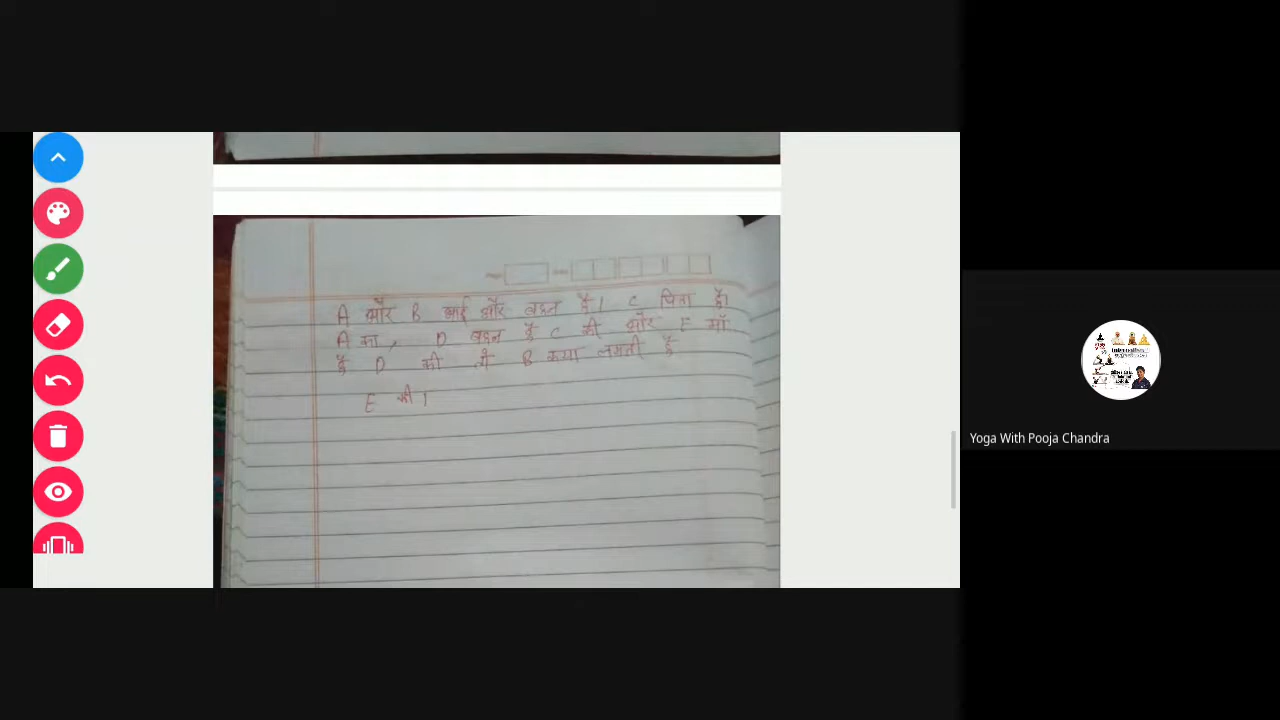 A और B भाई और बहन है। C पिता है।
A का, D बहन है C की और E माँ
है D की तो B क्या लगती है
E की।
Yoga With Pooja Chandra